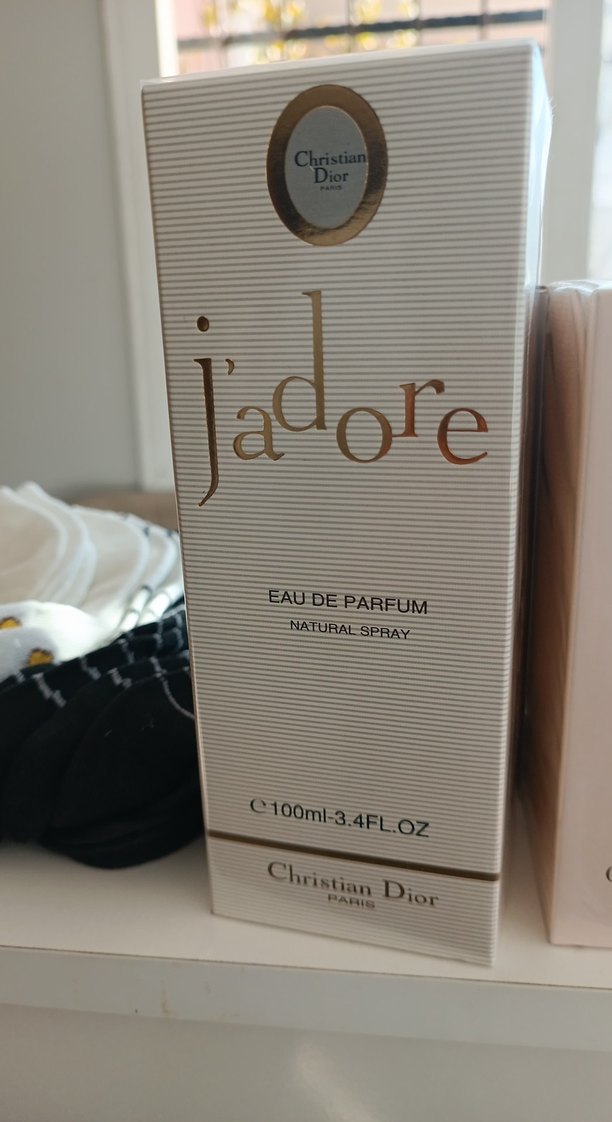 Christian
Dior
PARIS
j'adore
EAU DE PARFUM
NATURAL SPRAY
℮100ml-3.4FL.OZ
Christian Dior
PARIS